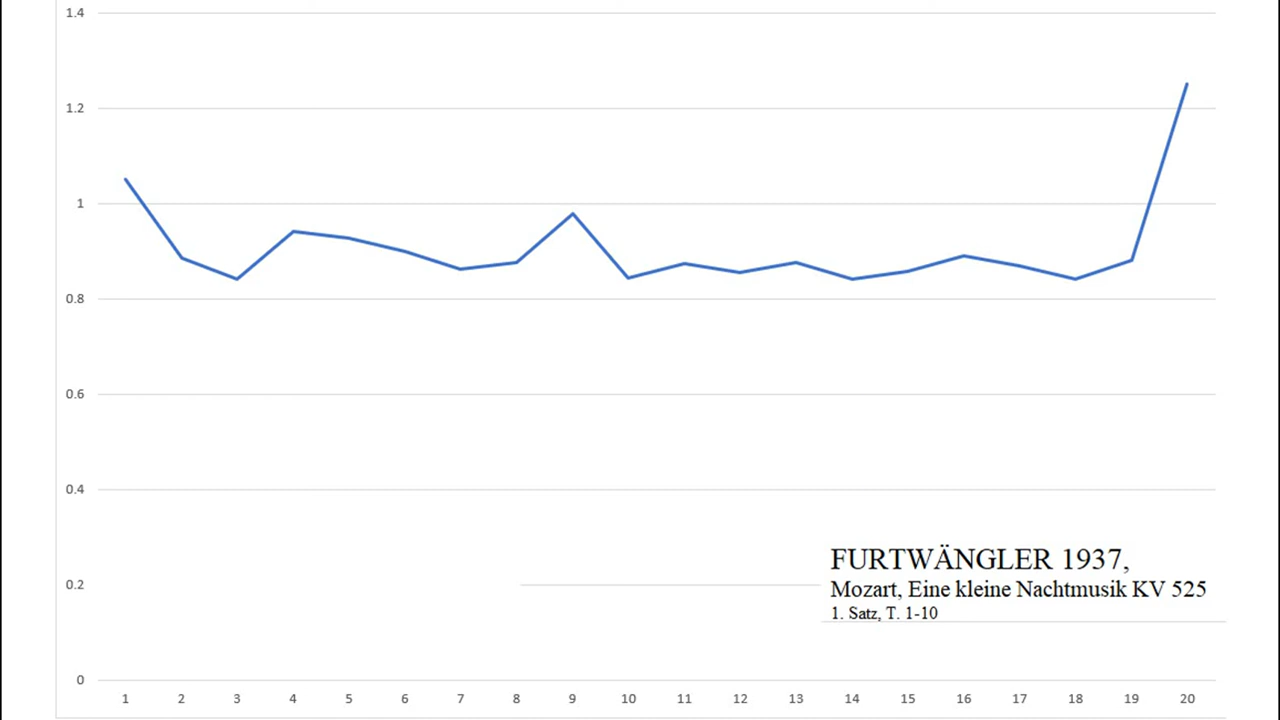 1.4
1.2
1
0.8
0.6
0.4
0.2
0
FURTWÄNGLER 1937,
Mozart, Eine kleine Nachtmusik KV 525
1. Satz, T. 1-10
1 2 3 4 5 6 7 8 9 10 11 12 13 14 15 16 17 18 19 20